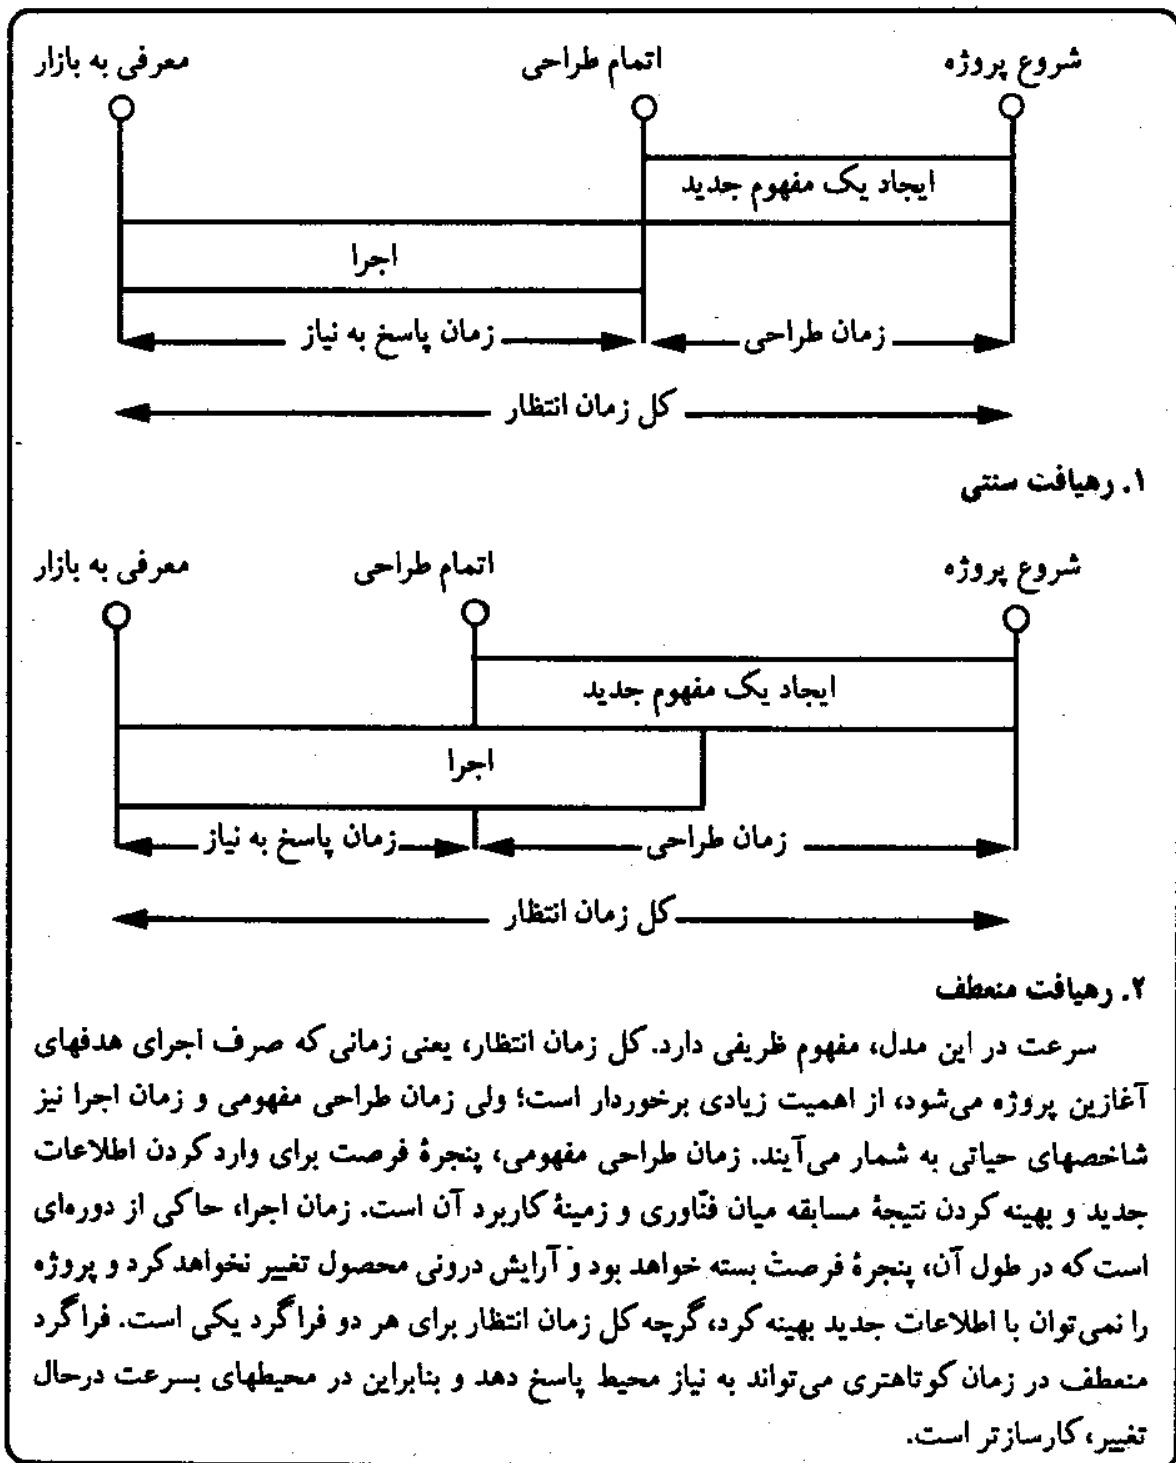 شروع پروژه
اتمام طراحی
معرفی به بازار
ایجاد یک مفهوم جدید
اجرا
زمان طراحی
زمان پاسخ به نیاز
کل زمان انتظار
۱. رهیافت سنتی
شروع پروژه
اتمام طراحی
معرفی به بازار
ایجاد یک مفهوم جدید
اجرا
زمان طراحی
زمان پاسخ به نیاز
کل زمان انتظار
۲. رهیافت منعطف
سرعت در این مدل، مفهوم ظریفی دارد. کل زمان انتظار، یعنی زمانی که صرف اجرای هدفهای
آغازین پروژه می‌شود، از اهمیت زیادی برخوردار است؛ ولی زمان طراحی مفهومی و زمان اجرا نیز
شاخصهای حیاتی به شمار می‌آیند. زمان طراحی مفهومی، پنجرهٔ فرصت برای وارد کردن اطلاعات
جدید و بهینه کردن نتیجهٔ مسابقه میان فنّاوری و زمینهٔ کاربرد آن است. زمان اجرا، حاکی از دوره‌ای
است که در طول آن، پنجرهٔ فرصت بسته خواهد بود و آرایش درونی محصول تغییر نخواهد کرد و پروژه
را نمی‌توان با اطلاعات جدید بهینه کرد، گرچه کل زمان انتظار برای هر دو فراگرد یکی است. فراگرد
منعطف در زمان کوتاهتری می‌تواند به نیاز محیط پاسخ دهد و بنابراین در محیطهای بسرعت درحال
تغییر، کارسازتر است.